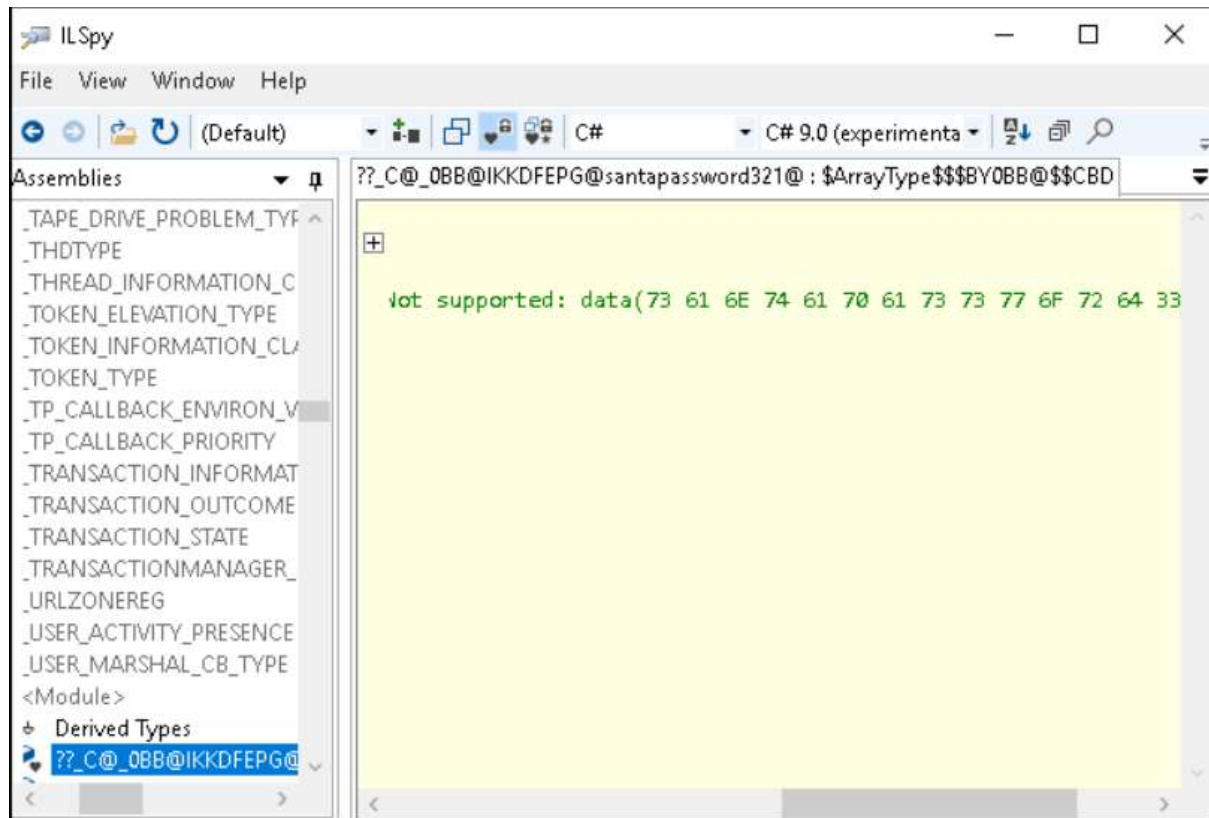 ILSpy
File View Window Help
(Default) C# C# 9.0 (experimenta
Assemblies
??_C@_0BB@IKKDFEPG@santapassword321@ : $ArrayType$$$BY0BB@$$CBD
_TAPE_DRIVE_PROBLEM_TYP
_THDTYPE
_THREAD_INFORMATION_C
_TOKEN_ELEVATION_TYPE
_TOKEN_INFORMATION_CLA
_TOKEN_TYPE
_TP_CALLBACK_ENVIRON_V
_TP_CALLBACK_PRIORITY
_TRANSACTION_INFORMAT
_TRANSACTION_OUTCOME
_TRANSACTION_STATE
_TRANSACTIONMANAGER_
_URLZONEREG
_USER_ACTIVITY_PRESENCE
_USER_MARSHAL_CB_TYPE
<Module>
Derived Types
??_C@_0BB@IKKDFEPG@
Not supported: data(73 61 6E 74 61 70 61 73 73 77 6F 72 64 33